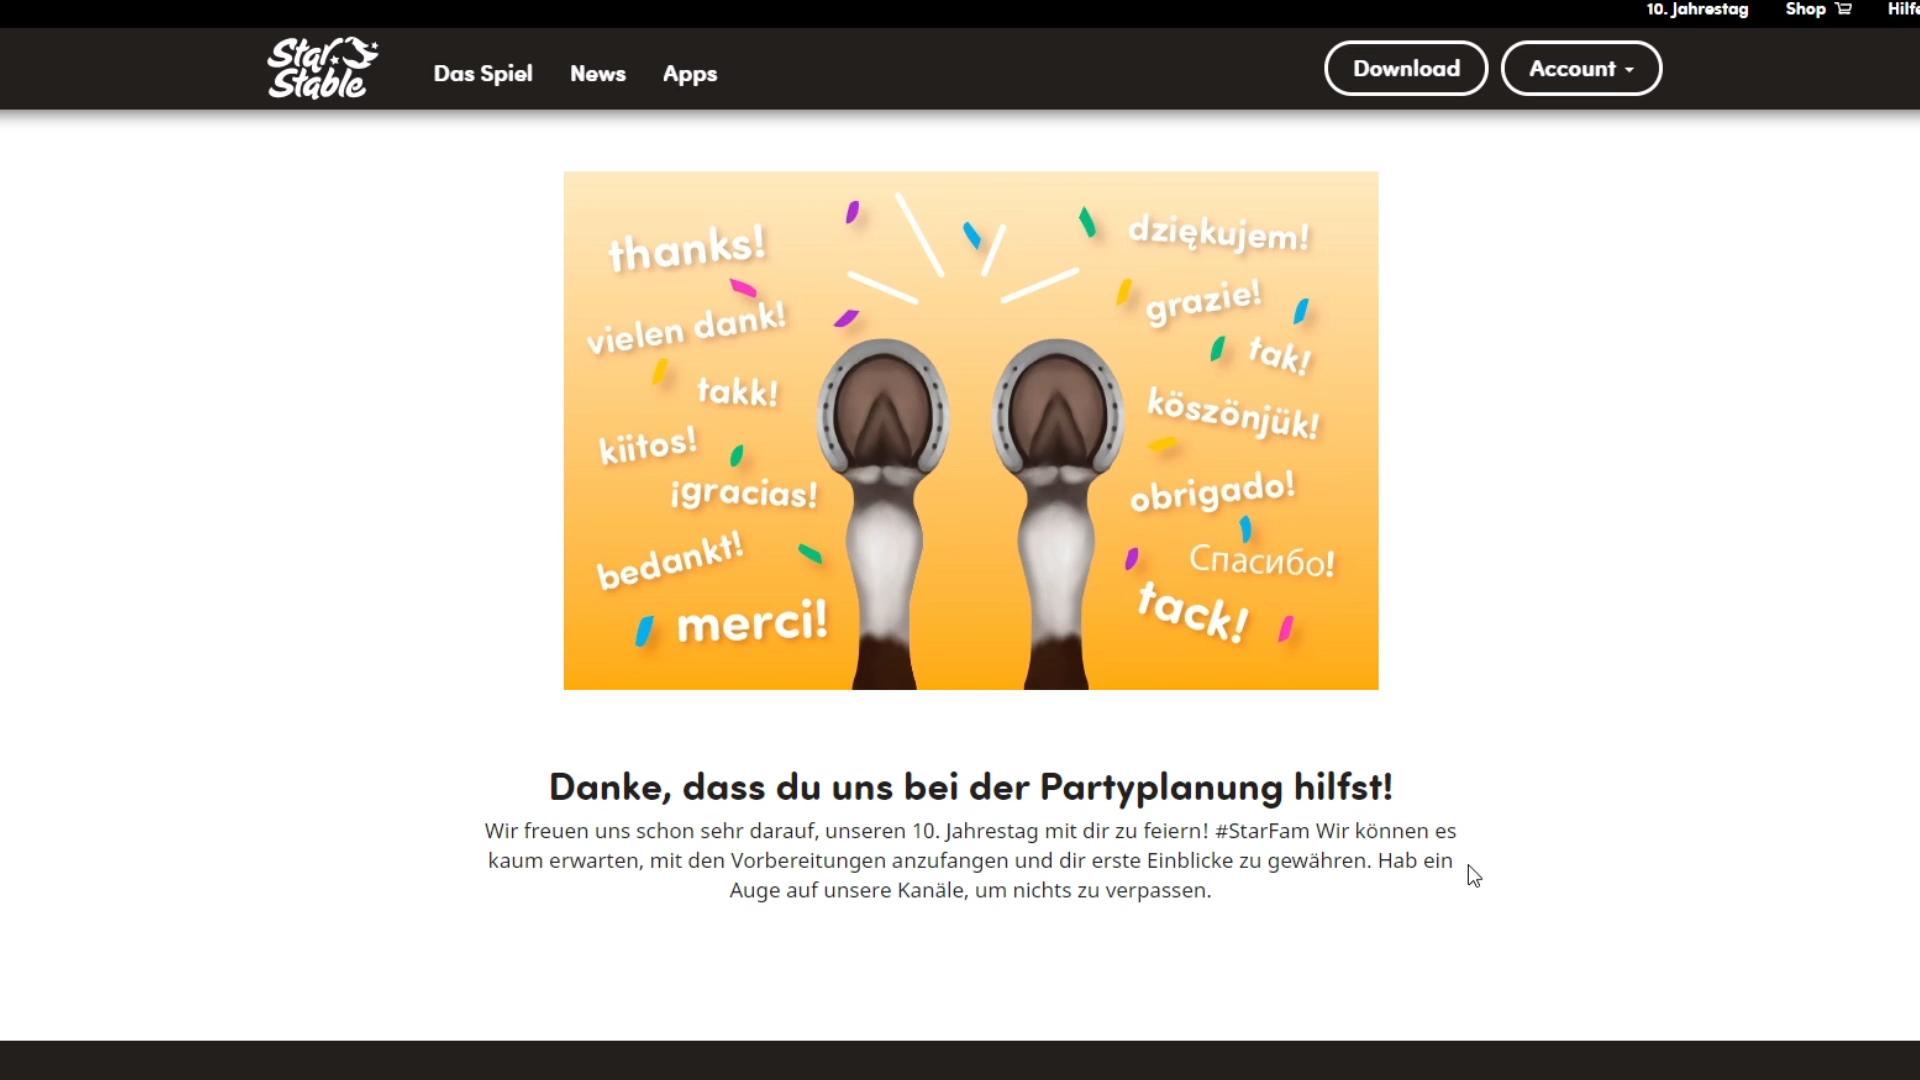 10. Jahrestag Shop
Star Stable
Das Spiel News Apps
Download Account
thanks!
vielen dank!
takk!
kiitos!
¡gracias!
bedankt!
merci!
dziękujem!
grazie!
tak!
köszönjük!
obrigado!
Спасибо!
tack!
Danke, dass du uns bei der Partyplanung hilfst!
Wir freuen uns schon sehr darauf, unseren 10. Jahrestag mit dir zu feiern! #StarFam Wir können es
kaum erwarten, mit den Vorbereitungen anzufangen und dir erste Einblicke zu gewähren. Hab ein
Auge auf unsere Kanäle, um nichts zu verpassen.